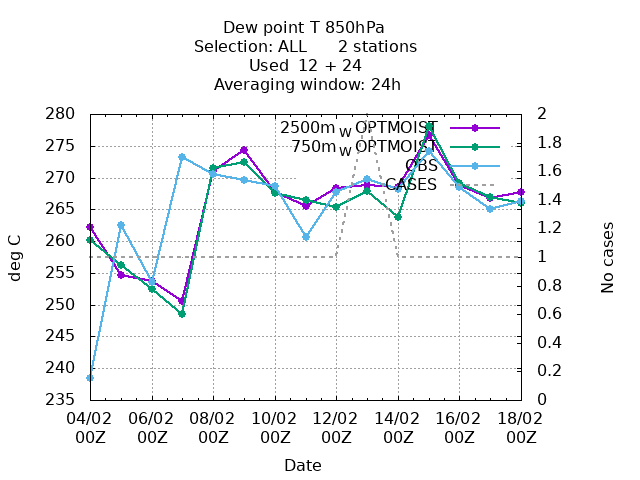 Dew point T 850hPa
Selection: ALL 2 stations
Used 12 + 24
Averaging window: 24h
2500m W OPTMOIST
750m W OPTMOIST
OBS
CASES
280
275
270
265
260
255
250
245
240
235
2
1.8
1.6
1.4
1.2
1
0.8
0.6
0.4
0.2
0
deg C
No cases
04/02 06/02 08/02 10/02 12/02 14/02 16/02 18/02
00Z 00Z 00Z 00Z 00Z 00Z 00Z 00Z
Date